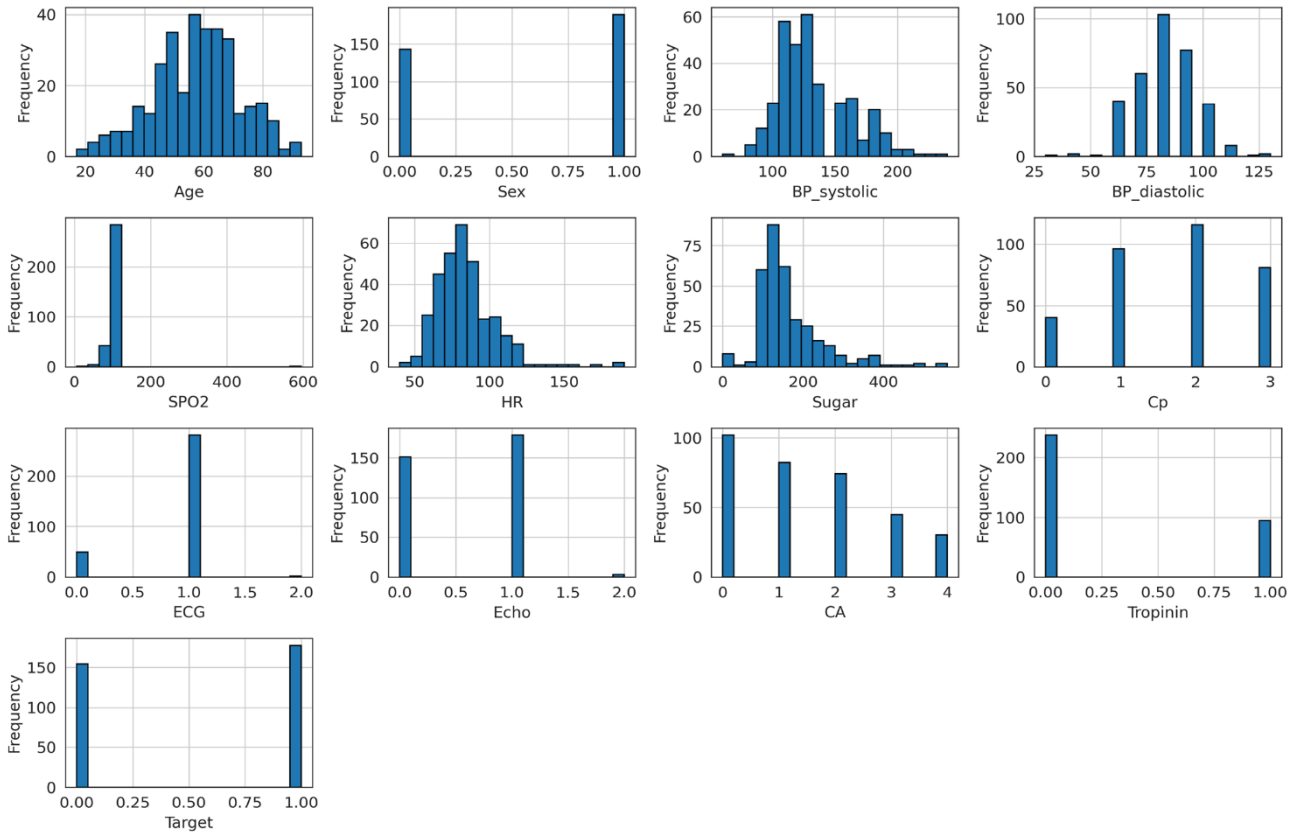 Frequency
40
20
0
20 40 60 80
Age
Frequency
150
100
50
0
0.00 0.25 0.50 0.75 1.00
Sex
Frequency
60
40
20
0
100 150 200
BP_systolic
Frequency
100
50
0
25 50 75 100 125
BP_diastolic
Frequency
200
100
0
0 200 400 600
SPO2
Frequency
60
40
20
0
50 100 150
HR
Frequency
75
50
25
0
0 200 400
Sugar
Frequency
100
50
0
0 1 2 3
Cp
Frequency
200
100
0
0.0 0.5 1.0 1.5 2.0
ECG
Frequency
150
100
50
0
0.0 0.5 1.0 1.5 2.0
Echo
Frequency
100
50
0
0 1 2 3 4
CA
Frequency
200
100
0
0.00 0.25 0.50 0.75 1.00
Tropinin
Frequency
150
100
50
0
0.00 0.25 0.50 0.75 1.00
Target